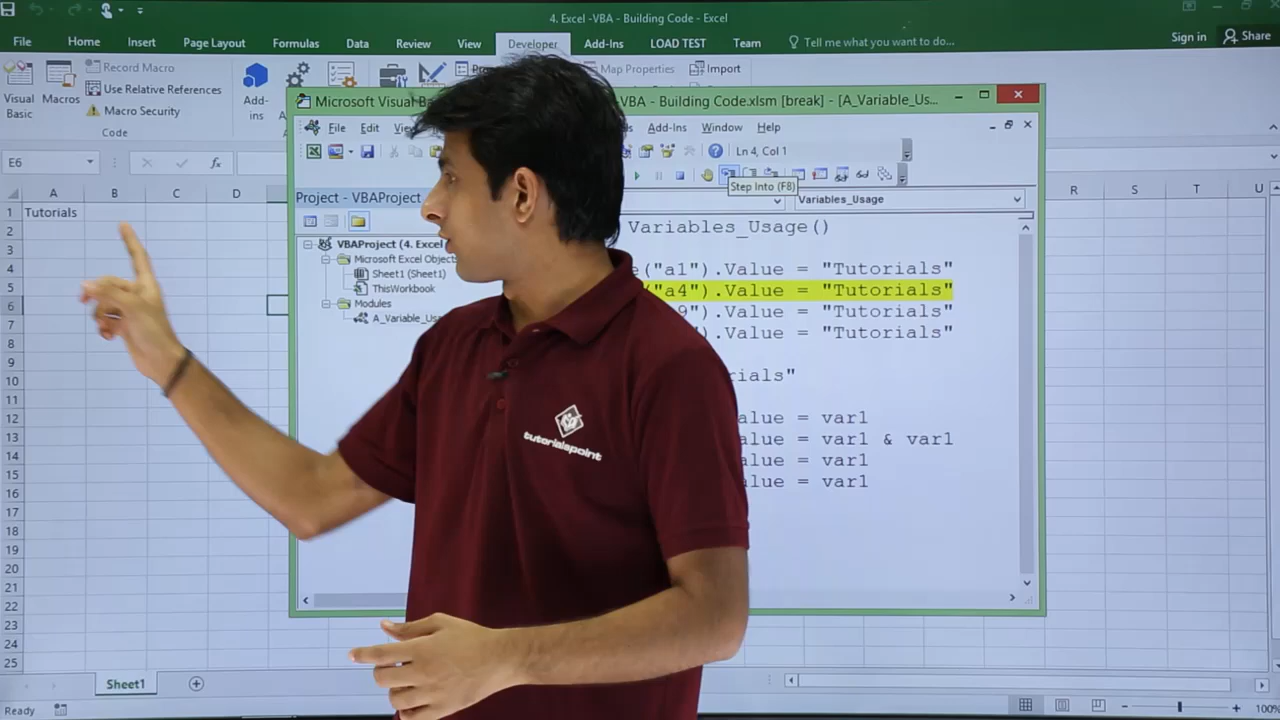 4. Excel -VBA - Building Code - Excel
File Home Insert Page Layout Formulas Data Review View Developer Add-Ins LOAD TEST Team Tell me what you want to do... Sign in Share
Visual Basic
Macros
Record Macro
Use Relative References
Macro Security
Code
Add-ins
Map Properties
Import
E6
fx
Microsoft Visual VBA - Building Code.xlsm [break] - [A_Variable_Us...
File Edit Add-Ins Window Help
Ln 4, Col 1
Step Into (F8)
Project - VBAProject
Variables_Usage
VBAProject (4. Excel
Microsoft Excel Objects
Sheet1 (Sheet1)
ThisWorkbook
Modules
Variables_Usage()
("a1").Value = "Tutorials"
("a4").Value = "Tutorials"
9").Value = "Tutorials"
").Value = "Tutorials"
rials"
alue = var1
alue = var1 & var1
alue = var1
alue = var1
A B C D R S T U
1 Tutorials
2
3
4
5
6
7
8
9
10
11
12
13
14
15
16
17
18
19
20
21
22
23
24
25
tutorialspoint
Sheet1
Ready
100%